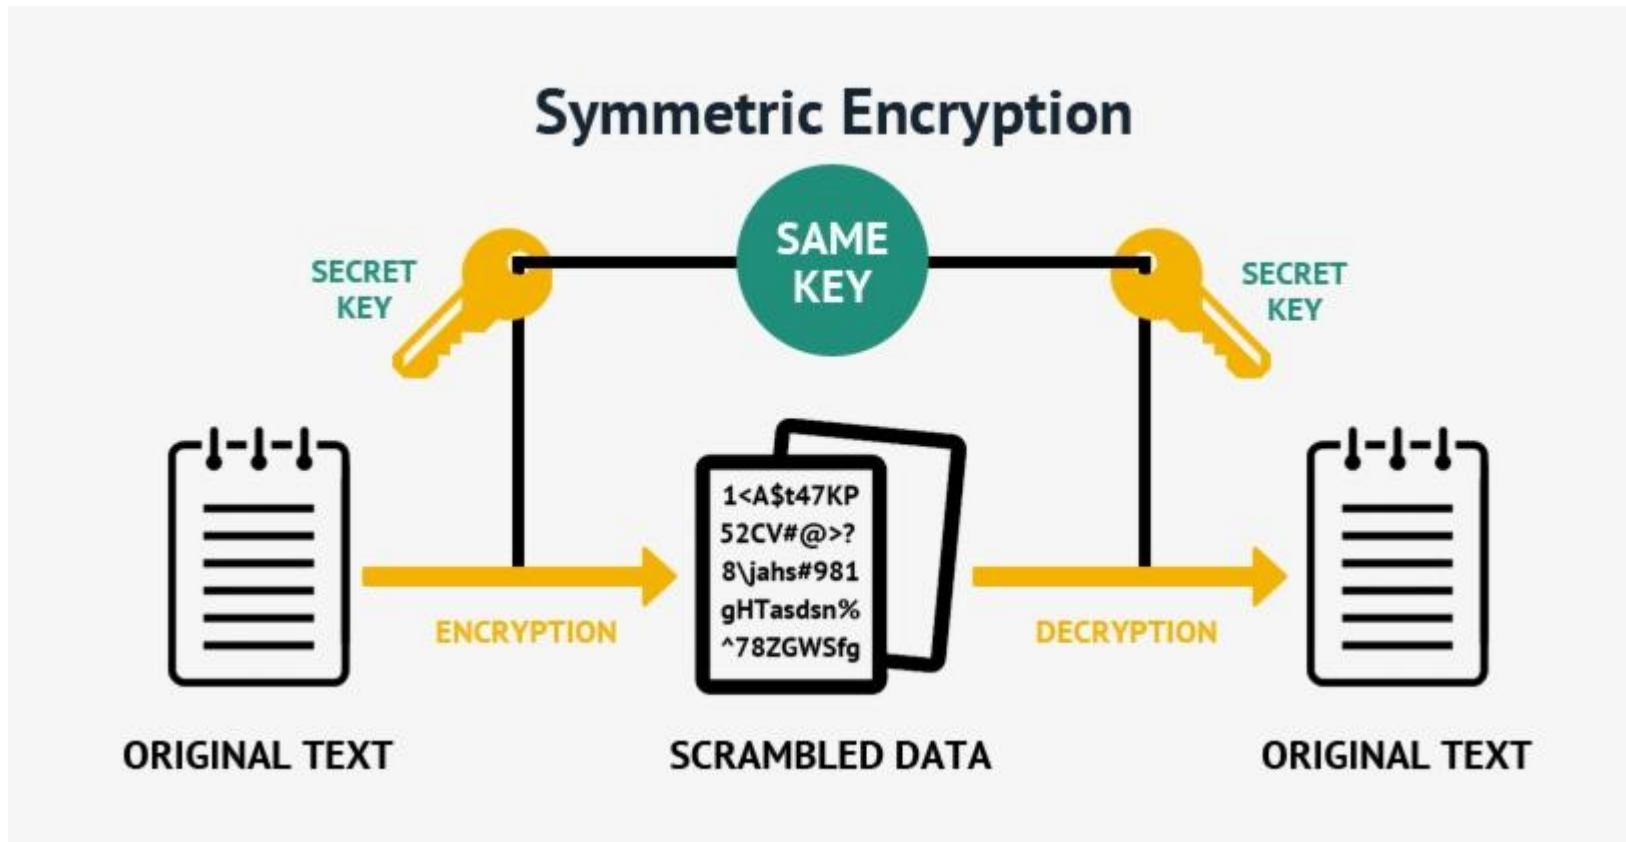 Symmetric Encryption
SAME
KEY
SECRET
KEY
SECRET
KEY
1<A$t47KP
52CV#@>?
8\jahs#981
gHTasdsn%
^78ZGWSfg
ENCRYPTION
DECRYPTION
ORIGINAL TEXT
SCRAMBLED DATA
ORIGINAL TEXT